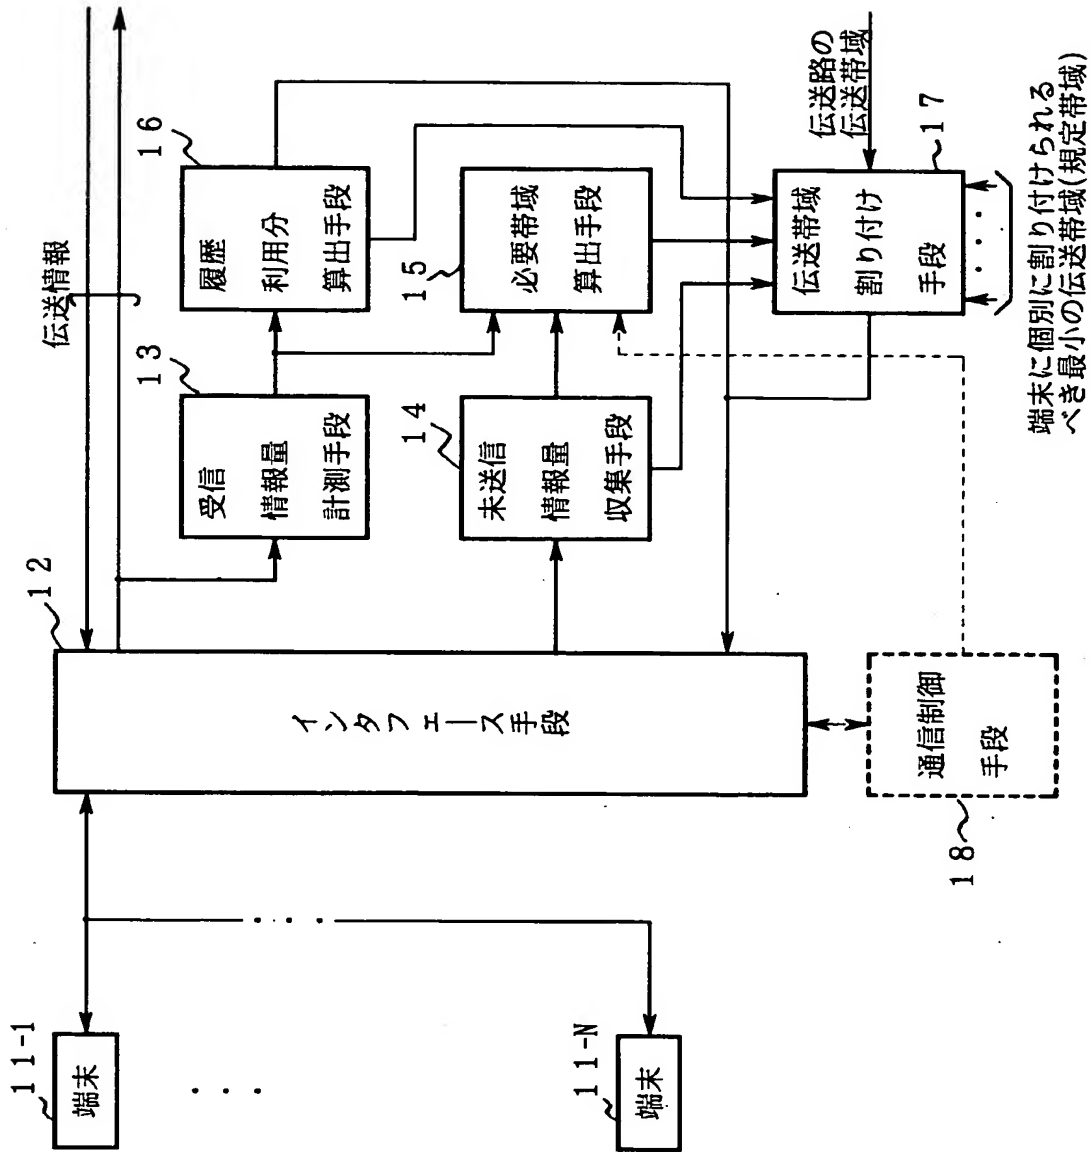 伝送情報
12
13
受信
情報量
計測手段
16
履歴
利用分
算出手段
14
未送信
情報量
収集手段
15
必要帯域
算出手段
伝送路の
伝送帯域
17
伝送帯域
割り付け
手段
端末に個別に割り付けられる
べき最小の伝送帯域(規定帯域)
インタフェース手段
通信制御
手段
18
11-1
端末
11-N
端末